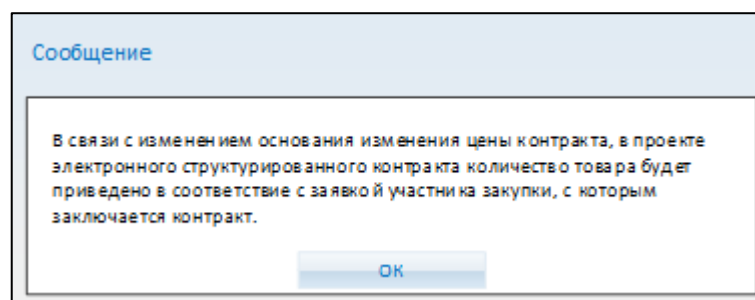 Сообщение
В связи с изменением основания изменения цены контракта, в проекте
электронного структурированного контракта количество товара будет
приведено в соответствие с заявкой участника закупки, с которым
заключается контракт.
ОК